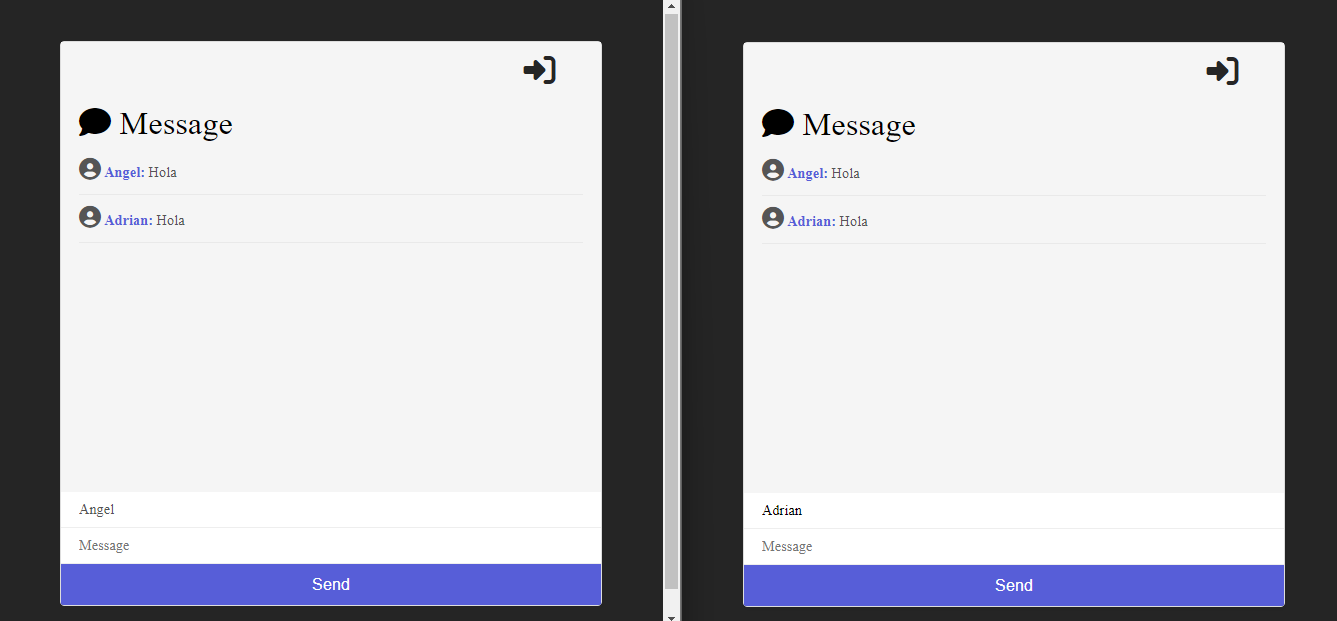 Message
Angel: Hola
Adrian: Hola
Angel
Message
Send
Message
Angel: Hola
Adrian: Hola
Adrian
Message
Send